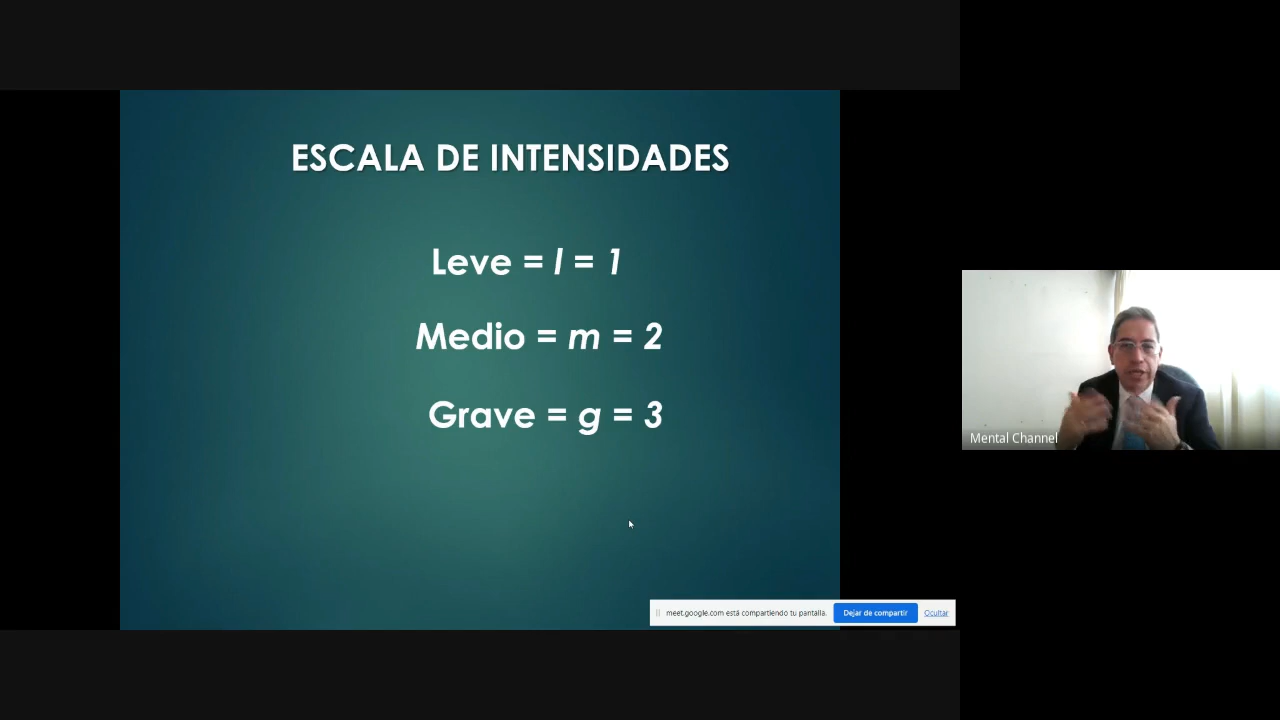 ESCALA DE INTENSIDADES
Leve = l = 1
Medio = m = 2
Grave = g = 3
Mental Channel
meet.google.com está compartiendo tu pantalla. Dejar de compartir Ocultar